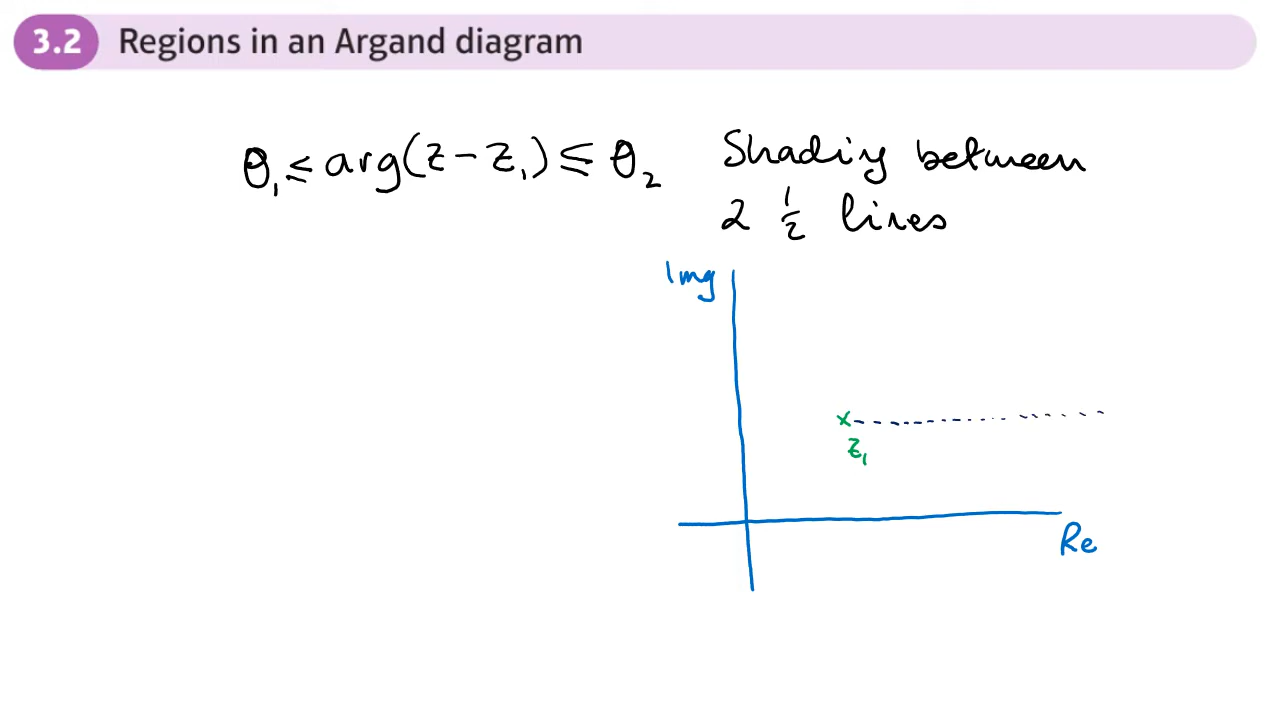 3.2 Regions in an Argand diagram
θ₁ ≤ arg(z − z₁) ≤ θ₂ Shading between
2 ½ lines
Img
z₁
Re